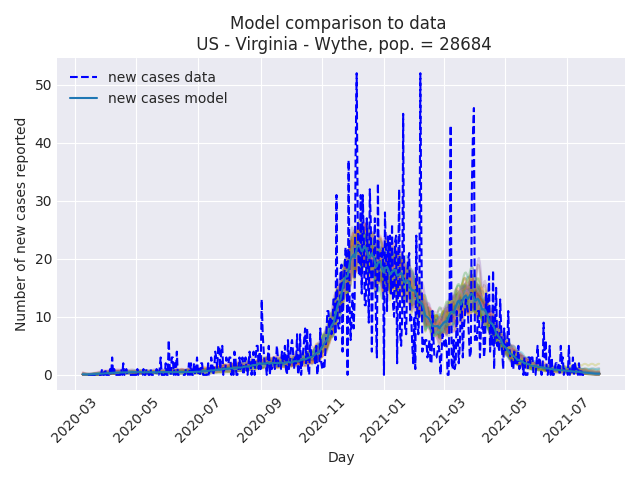 Model comparison to data
US - Virginia - Wythe, pop. = 28684
new cases data
new cases model
Number of new cases reported
50
40
30
20
10
0
2020-03
2020-05
2020-07
2020-09
2020-11
2021-01
2021-03
2021-05
2021-07
Day